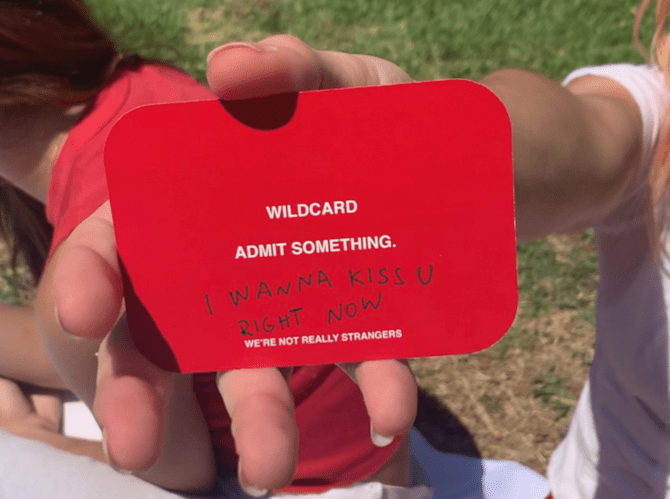 WILDCARD
ADMIT SOMETHING.
I WANNA KISS U
RIGHT NOW
WE'RE NOT REALLY STRANGERS